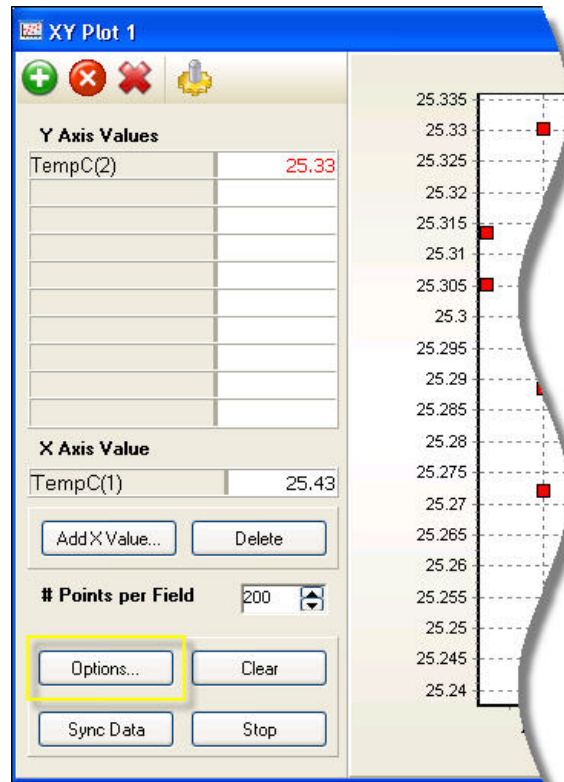 XY Plot 1
Y Axis Values
TempC(2) 25.33
X Axis Value
TempC(1) 25.43
Add X Value... Delete
# Points per Field 200
Options... Clear
Sync Data Stop
25.335
25.33
25.325
25.32
25.315
25.31
25.305
25.3
25.295
25.29
25.285
25.28
25.275
25.27
25.265
25.26
25.255
25.25
25.245
25.24